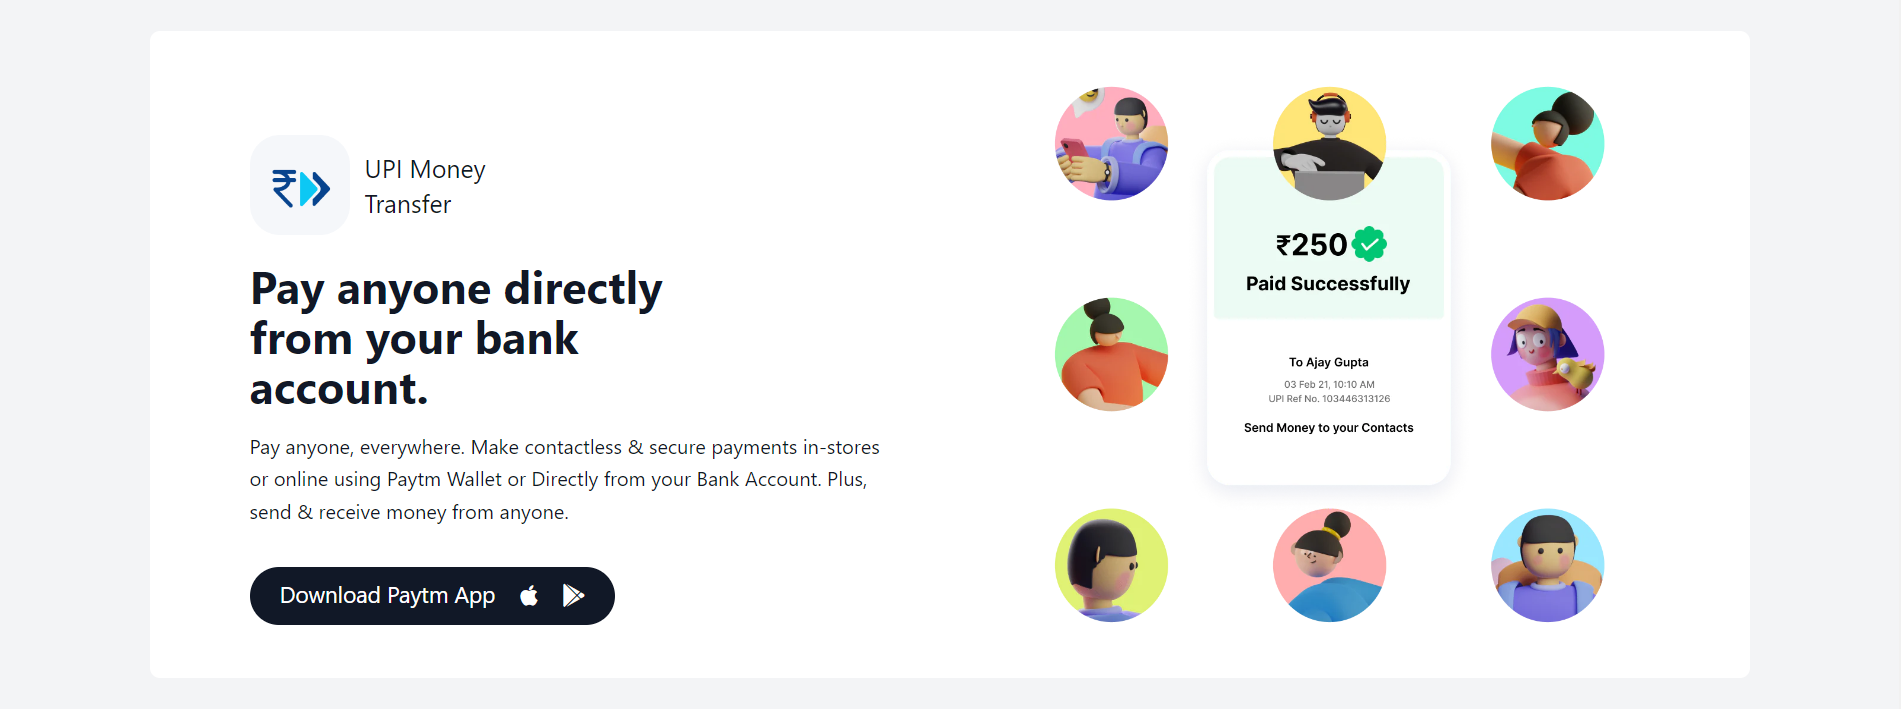 UPI Money
Transfer
Pay anyone directly
from your bank
account.
Pay anyone, everywhere. Make contactless & secure payments in-stores
or online using Paytm Wallet or Directly from your Bank Account. Plus,
send & receive money from anyone.
Download Paytm App
₹250
Paid Successfully
To Ajay Gupta
03 Feb 21, 10:10 AM
UPI Ref No. 103446313126
Send Money to your Contacts